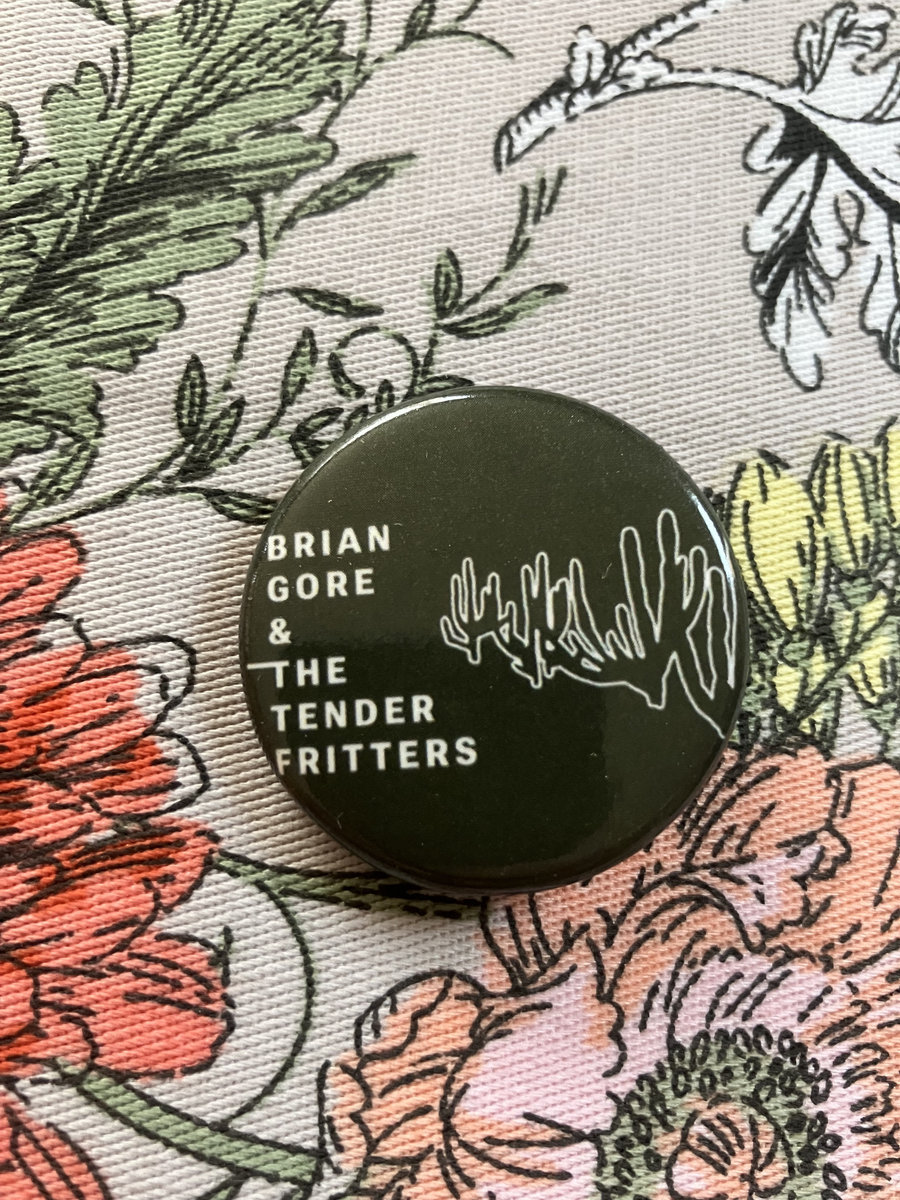 BRIAN
GORE
&
THE
TENDER
FRITTERS